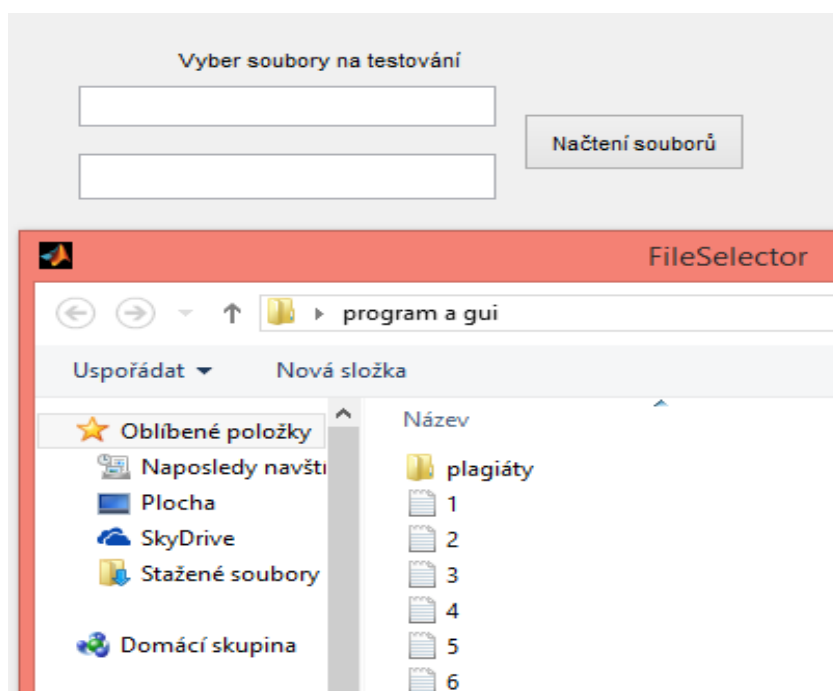 Vyber soubory na testování
Načtení souborů
FileSelector
program a gui
Uspořádat
Nová složka
Oblíbené položky
Naposledy navšti
Plocha
SkyDrive
Stažené soubory
Domácí skupina
Název
plagiáty
1
2
3
4
5
6